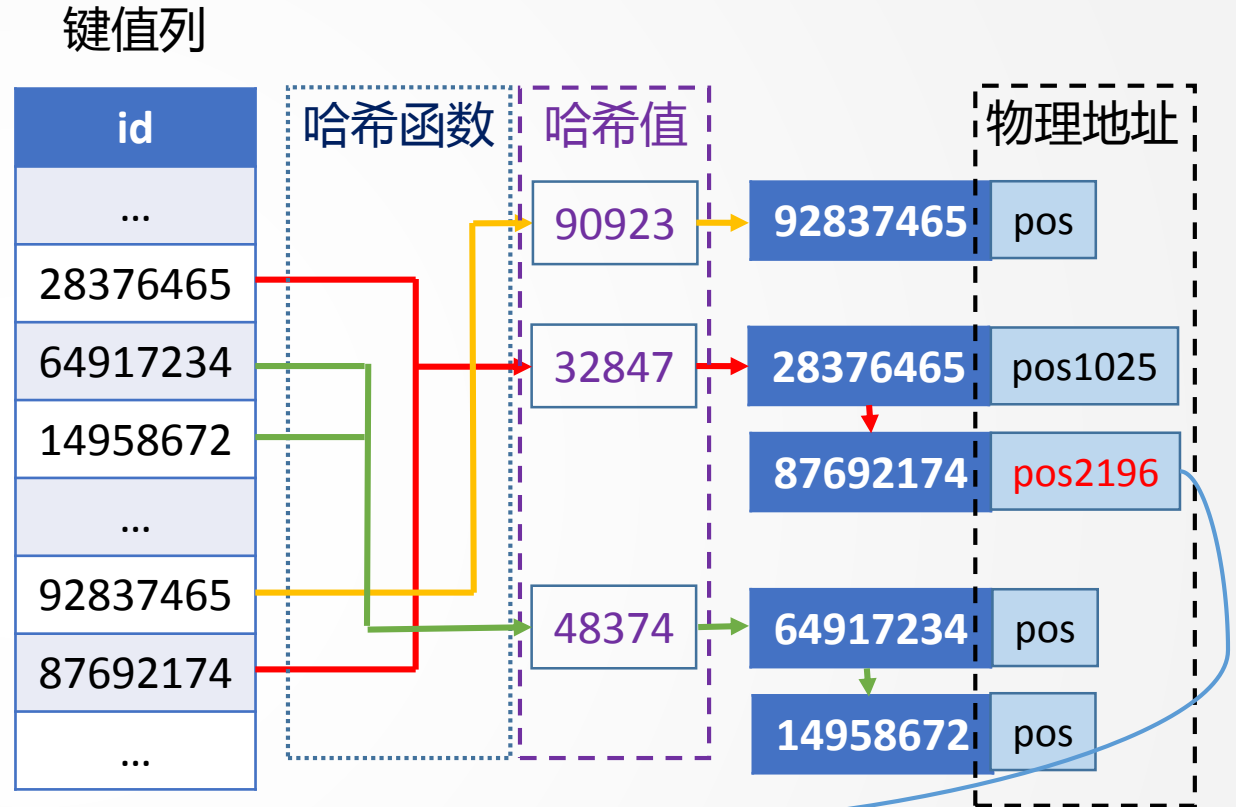 键值列
id
...
28376465
64917234
14958672
...
92837465
87692174
...
哈希函数
哈希值
90923
32847
48374
物理地址
92837465 pos
28376465 pos1025
87692174 pos2196
64917234 pos
14958672 pos